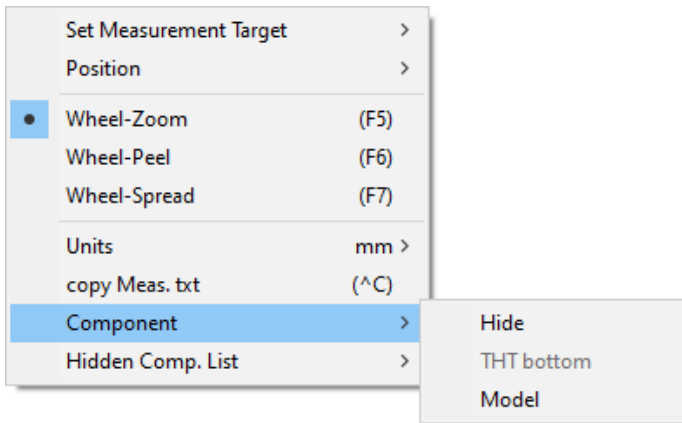 Set Measurement Target >
Position >
Wheel-Zoom (F5)
Wheel-Peel (F6)
Wheel-Spread (F7)
Units mm >
copy Meas. txt (^C)
Component >
Hidden Comp. List >
Hide
THT bottom
Model